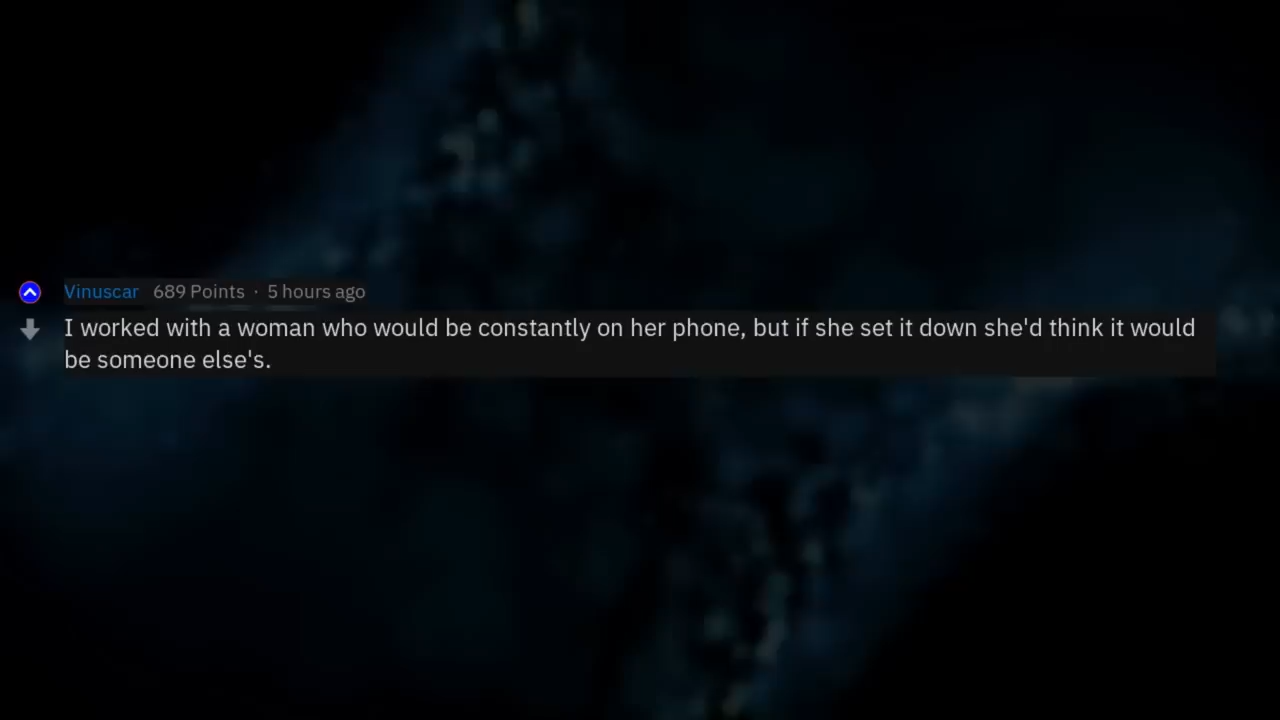 Vinuscar 689 Points · 5 hours ago
I worked with a woman who would be constantly on her phone, but if she set it down she'd think it would
be someone else's.